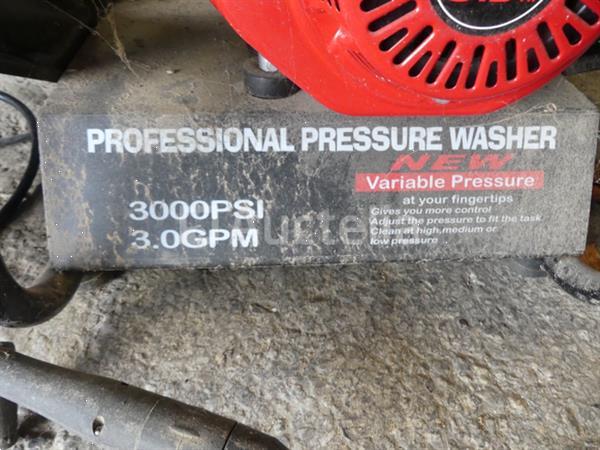 PROFESSIONAL PRESSURE WASHER
NEW
Variable Pressure
at your fingertips
Gives you more control
Adjust the pressure to fit the task.
Clean at high,medium or
low pressure
3000PSI
3.0GPM